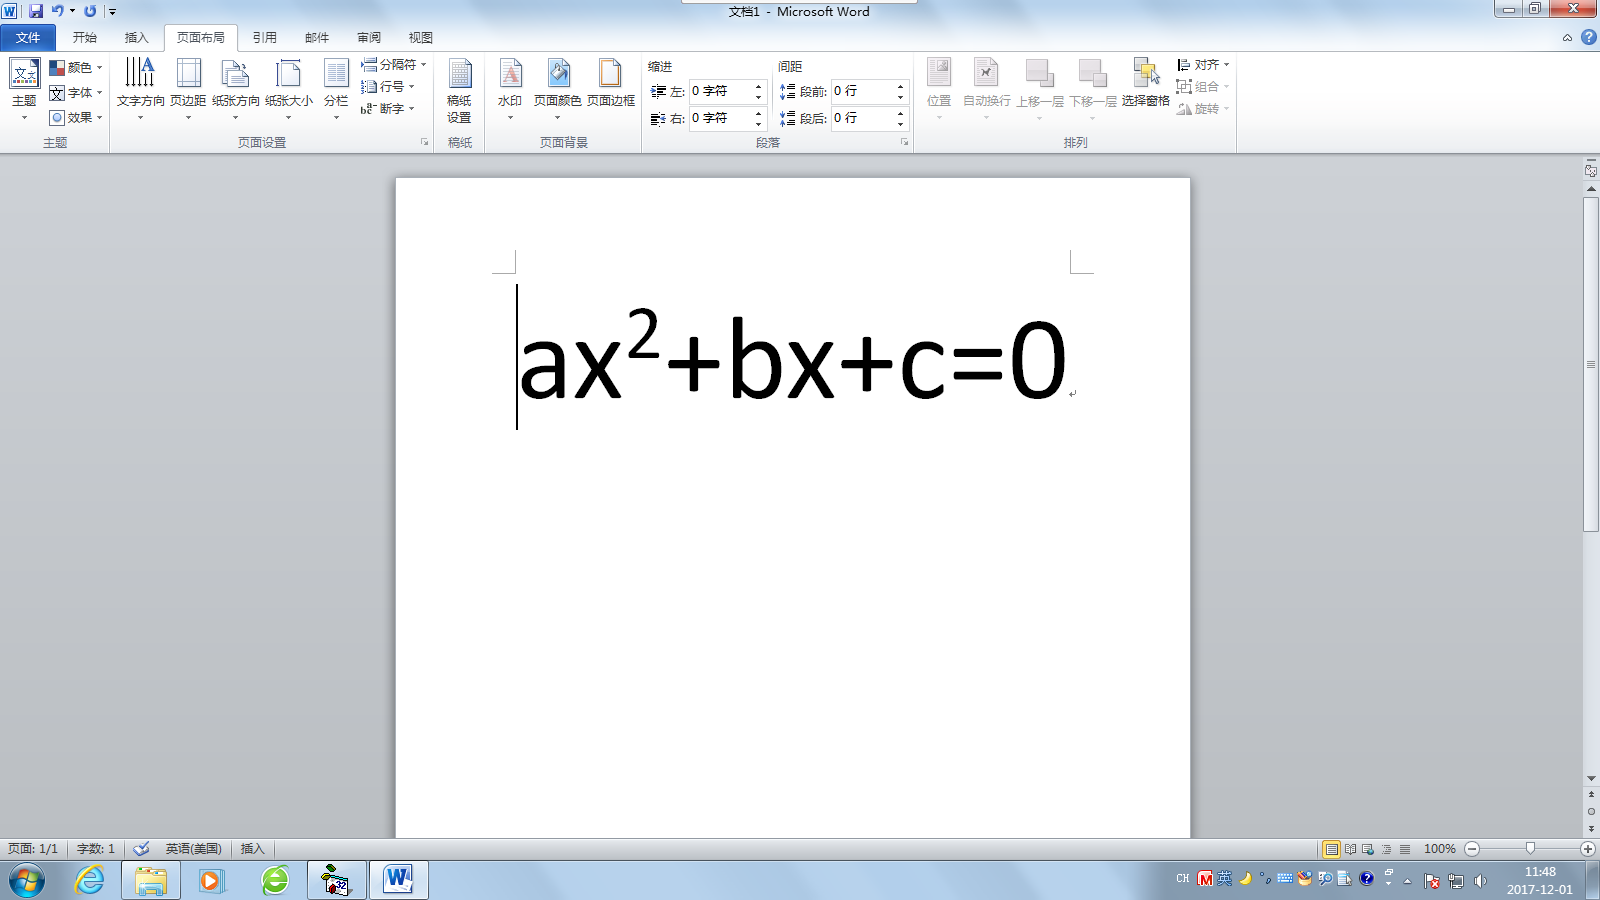 文档1 - Microsoft Word
文件 开始 插入 页面布局 引用 邮件 审阅 视图
主题 颜色 字体 效果 文字方向 页边距 纸张方向 纸张大小 分栏 分隔符 行号 断字 稿纸设置 水印 页面颜色 页面边框 缩进 左: 0 字符 右: 0 字符 间距 段前: 0 行 段后: 0 行 位置 自动换行 上移一层 下移一层 选择窗格 对齐 组合 旋转
主题 页面设置 稿纸 页面背景 段落 排列
ax²+bx+c=0
页面: 1/1 字数: 1 英语(美国) 插入 100%
CH 英 11:48
2017-12-01